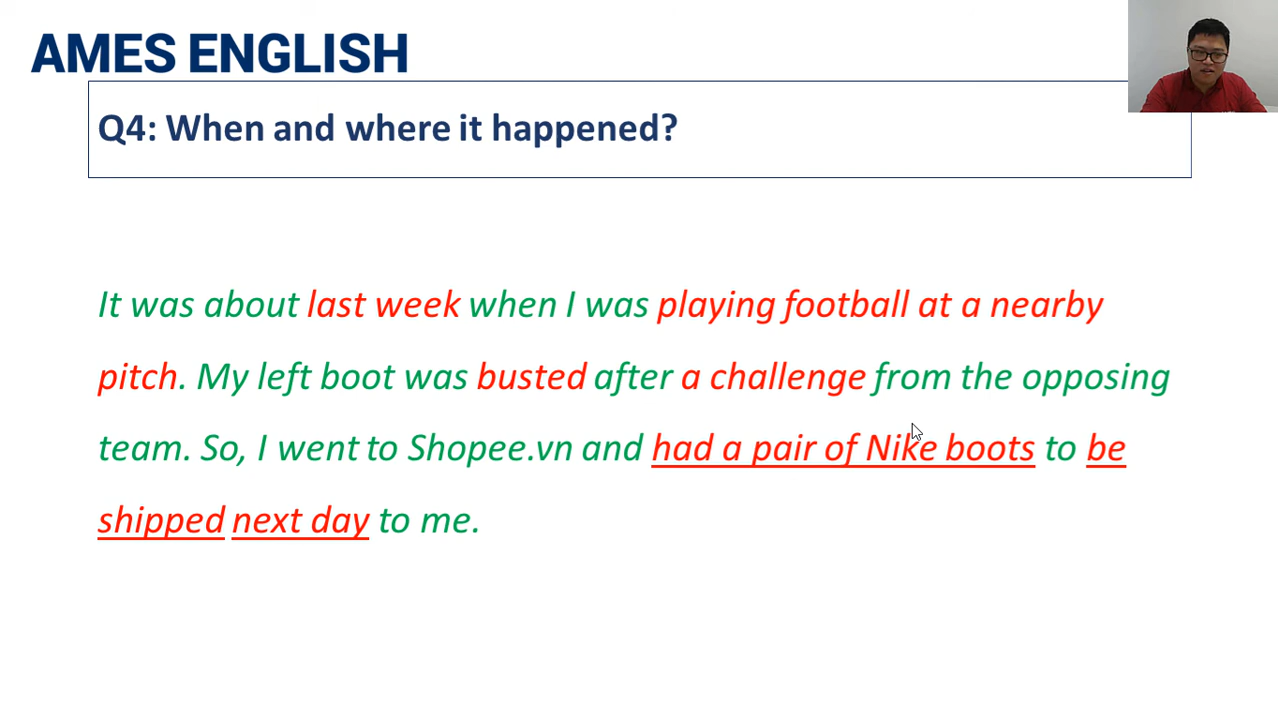 AMES ENGLISH
Q4: When and where it happened?
It was about last week when I was playing football at a nearby
pitch. My left boot was busted after a challenge from the opposing
team. So, I went to Shopee.vn and had a pair of Nike boots to be
shipped next day to me.